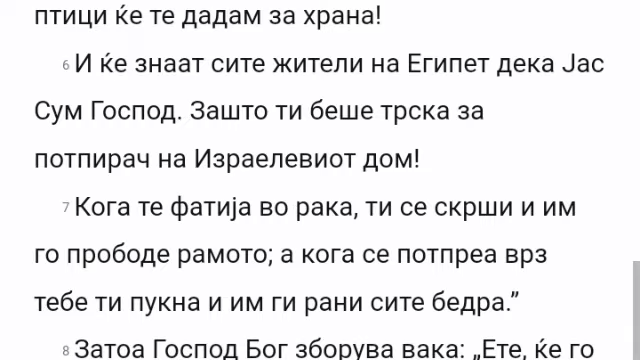 птици ќе те дадам за храна!
6 И ќе знаат сите жители на Египет дека Јас
Сум Господ. Зашто ти беше трска за
потпирач на Израелевиот дом!
7 Кога те фатија во рака, ти се скрши и им
го прободе рамото; а кога се потпреа врз
тебе ти пукна и им ги рани сите бедра.”
8 Затоа Господ Бог зборува вака: „Ете, ќе го